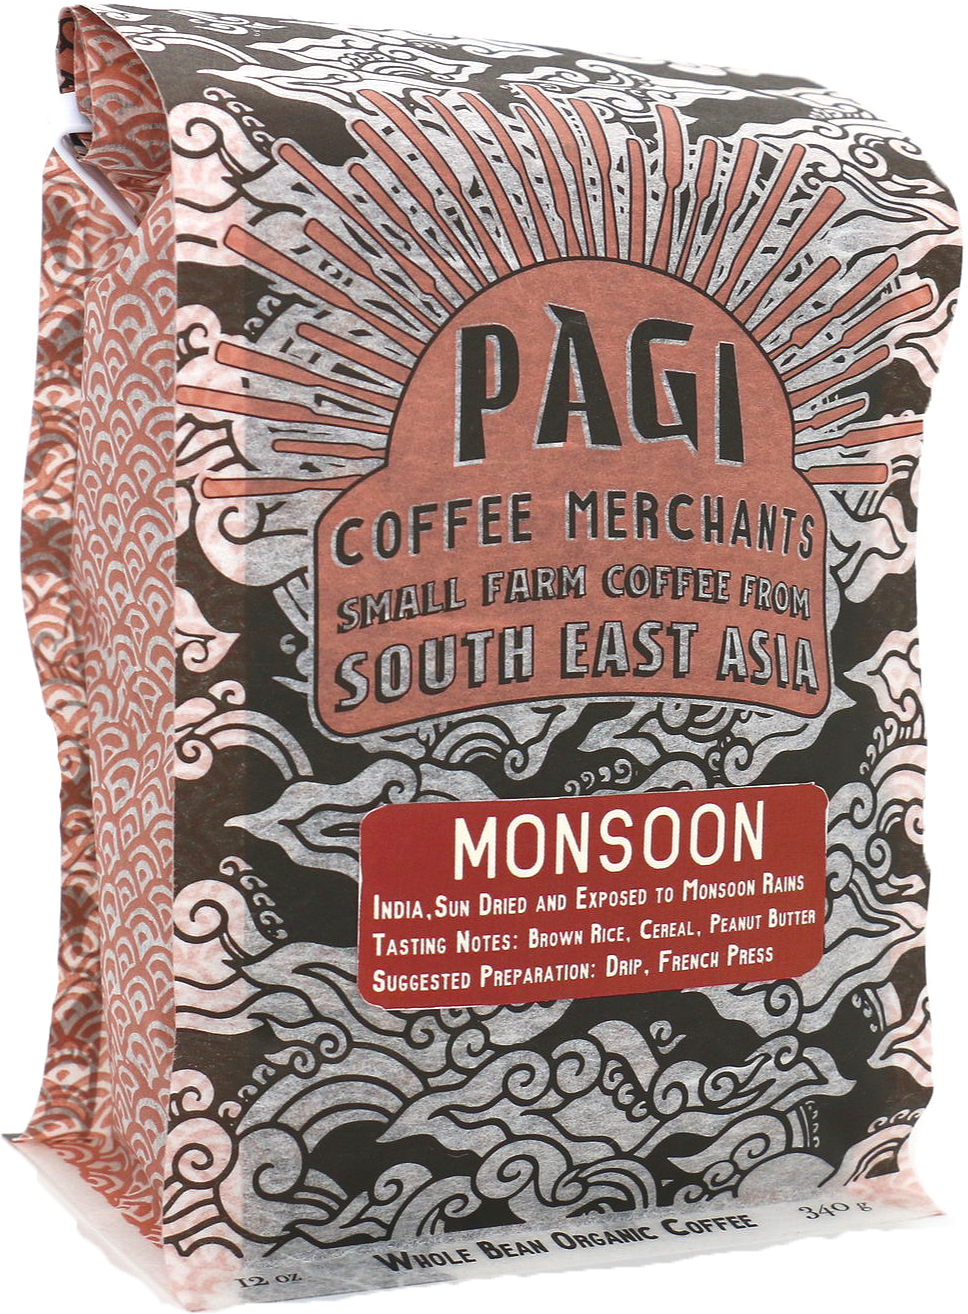 PAGI
COFFEE MERCHANTS
SMALL FARM COFFEE FROM
SOUTH EAST ASIA
MONSOON
INDIA, SUN DRIED AND EXPOSED TO MONSOON RAINS
TASTING NOTES: BROWN RICE, CEREAL, PEANUT BUTTER
SUGGESTED PREPARATION: DRIP, FRENCH PRESS
12 oz WHOLE BEAN ORGANIC COFFEE 340 g